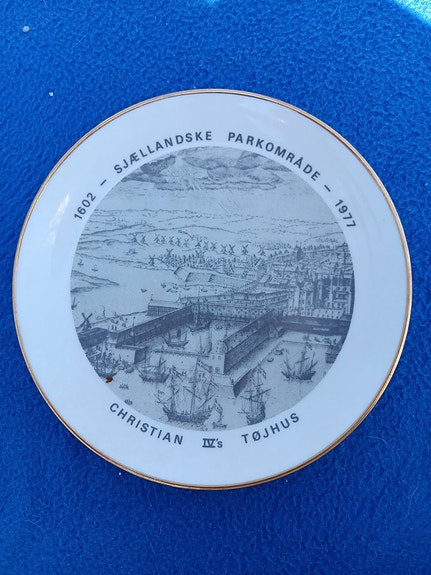 1602 – SJÆLLANDSKE PARKOMRÅDE – 1977
CHRISTIAN IV's TØJHUS